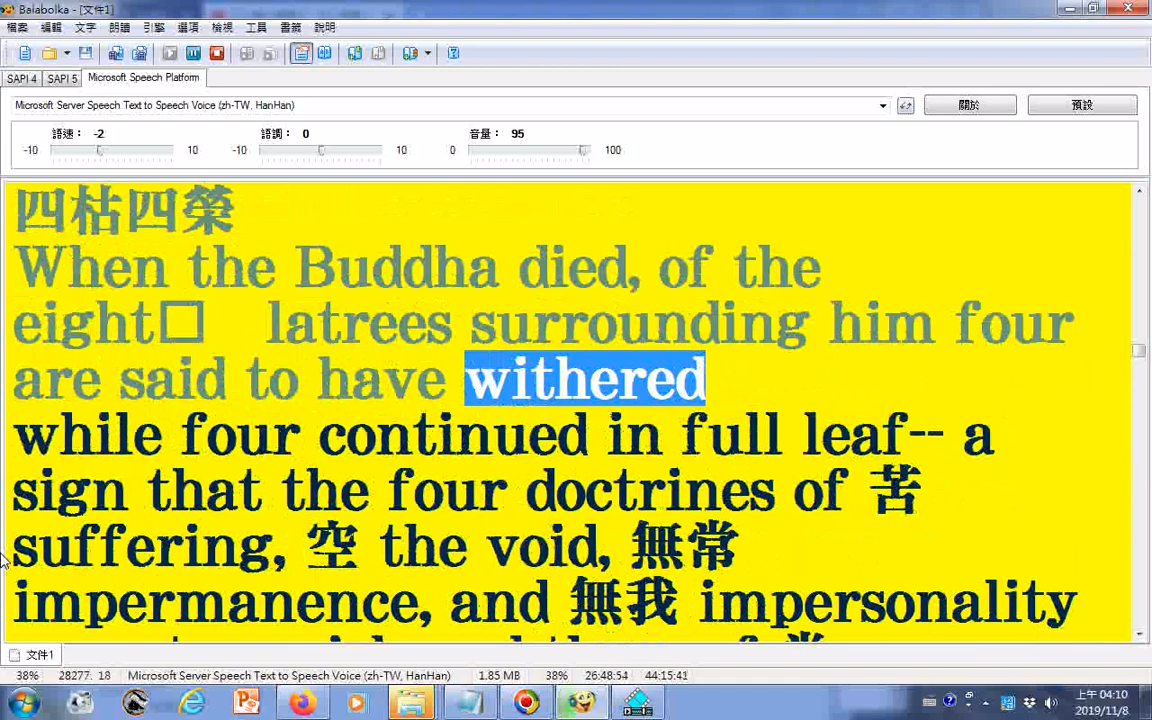 Balabolka - [文件1]
檔案 編輯 文字 朗讀 引擎 選項 檢視 工具 書籤 說明
SAPI 4 SAPI 5 Microsoft Speech Platform
Microsoft Server Speech Text to Speech Voice (zh-TW, HanHan) 關於 預設
語速： -2 語調： 0 音量： 95
-10 10 -10 10 0 100
四枯四榮
When the Buddha died, of the
eight□ latrees surrounding him four
are said to have withered
while four continued in full leaf-- a
sign that the four doctrines of 苦
suffering, 空 the void, 無常
impermanence, and 無我 impersonality
文件1
38% 28277. 18 Microsoft Server Speech Text to Speech Voice (zh-TW, HanHan) 1.85 MB 38% 26:48:54 44:15:41
上午 04:10
2019/11/8